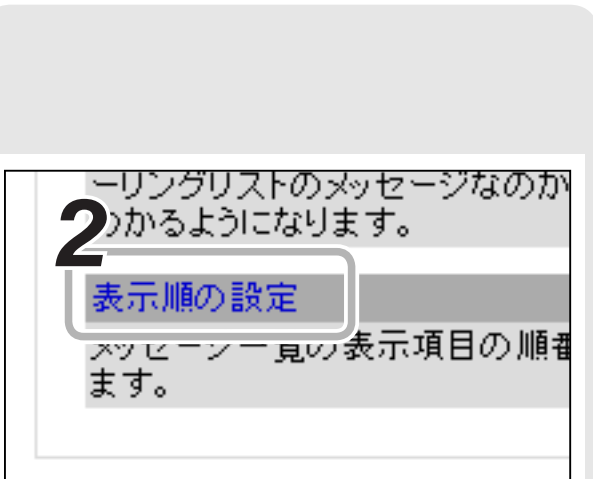 ーリングリストのメッセージなのか
わかるようになります。
2
表示順の設定
メッセージ一覧の表示項目の順番
ます。